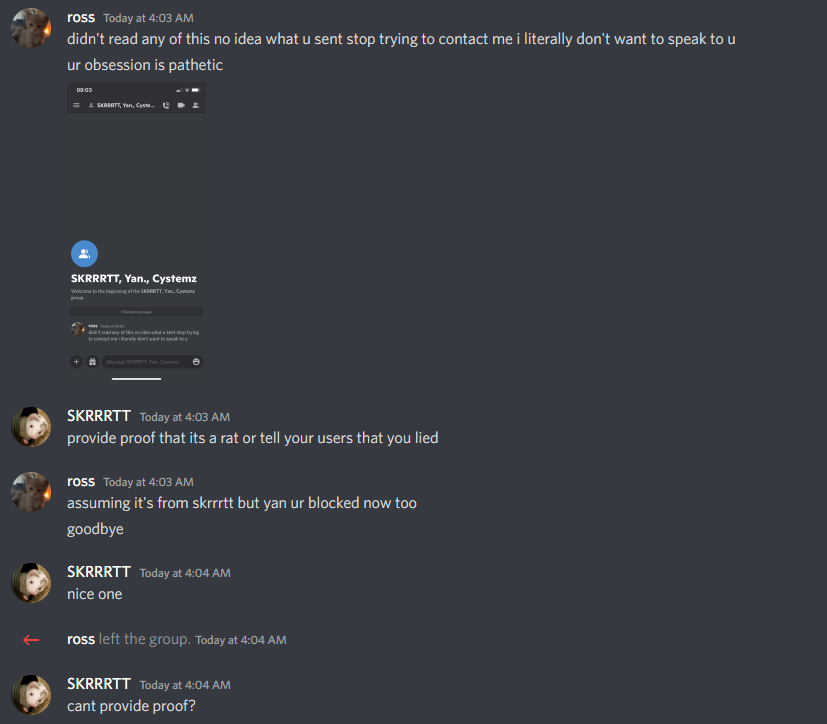 ross Today at 4:03 AM
didn't read any of this no idea what u sent stop trying to contact me i literally don't want to speak to u
ur obsession is pathetic
09:03
SKRRRTT, Yan., Cyste...
SKRRRTT, Yan., Cystemz
Welcome to the beginning of the SKRRRTT, Yan., Cystemz
group.
ross Today at 09:03
didn't read any of this no idea what u sent stop trying
to contact me i literally don't want to speak to u
Message SKRRRTT, Yan., Cystemz
SKRRRTT Today at 4:03 AM
provide proof that its a rat or tell your users that you lied
ross Today at 4:03 AM
assuming it's from skrrrtt but yan ur blocked now too
goodbye
SKRRRTT Today at 4:04 AM
nice one
ross left the group. Today at 4:04 AM
SKRRRTT Today at 4:04 AM
cant provide proof?